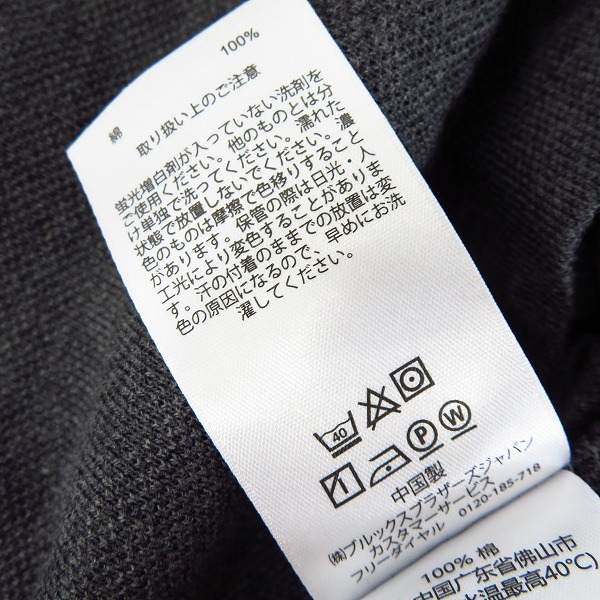 綿 100%
取り扱い上のご注意
蛍光増白剤が入っていない洗剤を
ご使用ください。他のものとは分
け単独で洗ってください。濡れた
状態で放置しないでください。濃
色のものは摩擦で色移りすること
があります。保管の際は日光・人
工光により変色することがありま
す。汗の付着のままでの放置は変
色の原因になるので、早めにお洗
濯してください。
40
P W
中国製
㈱ブルックスブラザーズジャパン
カスタマーサービス
フリーダイヤル 0120-185-718
100% 棉
中国广东省佛山市
水温最高40℃)